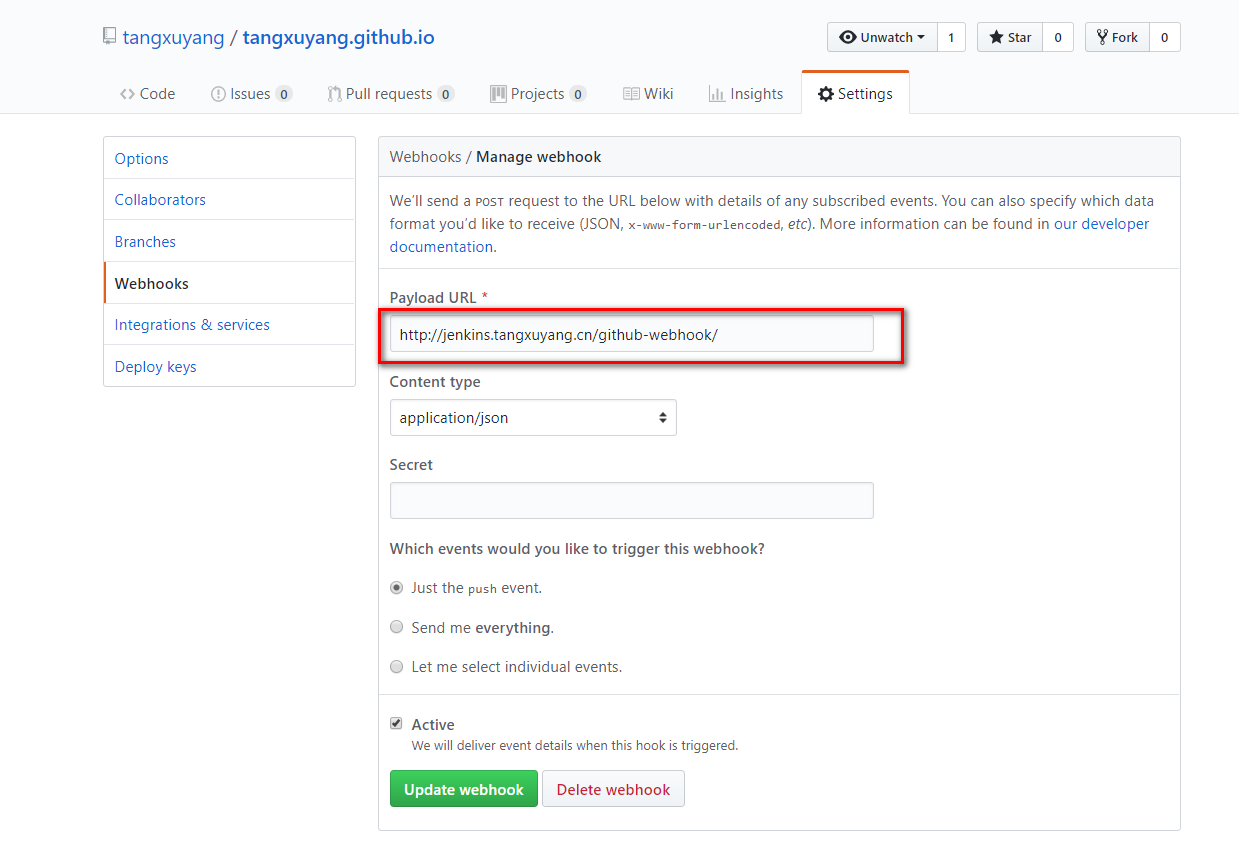 tangxuyang / tangxuyang.github.io
Unwatch 1 Star 0 Fork 0
Code Issues 0 Pull requests 0 Projects 0 Wiki Insights Settings
Options
Collaborators
Branches
Webhooks
Integrations & services
Deploy keys
Webhooks / Manage webhook
We’ll send a POST request to the URL below with details of any subscribed events. You can also specify which data
format you’d like to receive (JSON, x-www-form-urlencoded, etc). More information can be found in our developer
documentation.
Payload URL *
http://jenkins.tangxuyang.cn/github-webhook/
Content type
application/json
Secret
Which events would you like to trigger this webhook?
Just the push event.
Send me everything.
Let me select individual events.
Active
We will deliver event details when this hook is triggered.
Update webhook Delete webhook